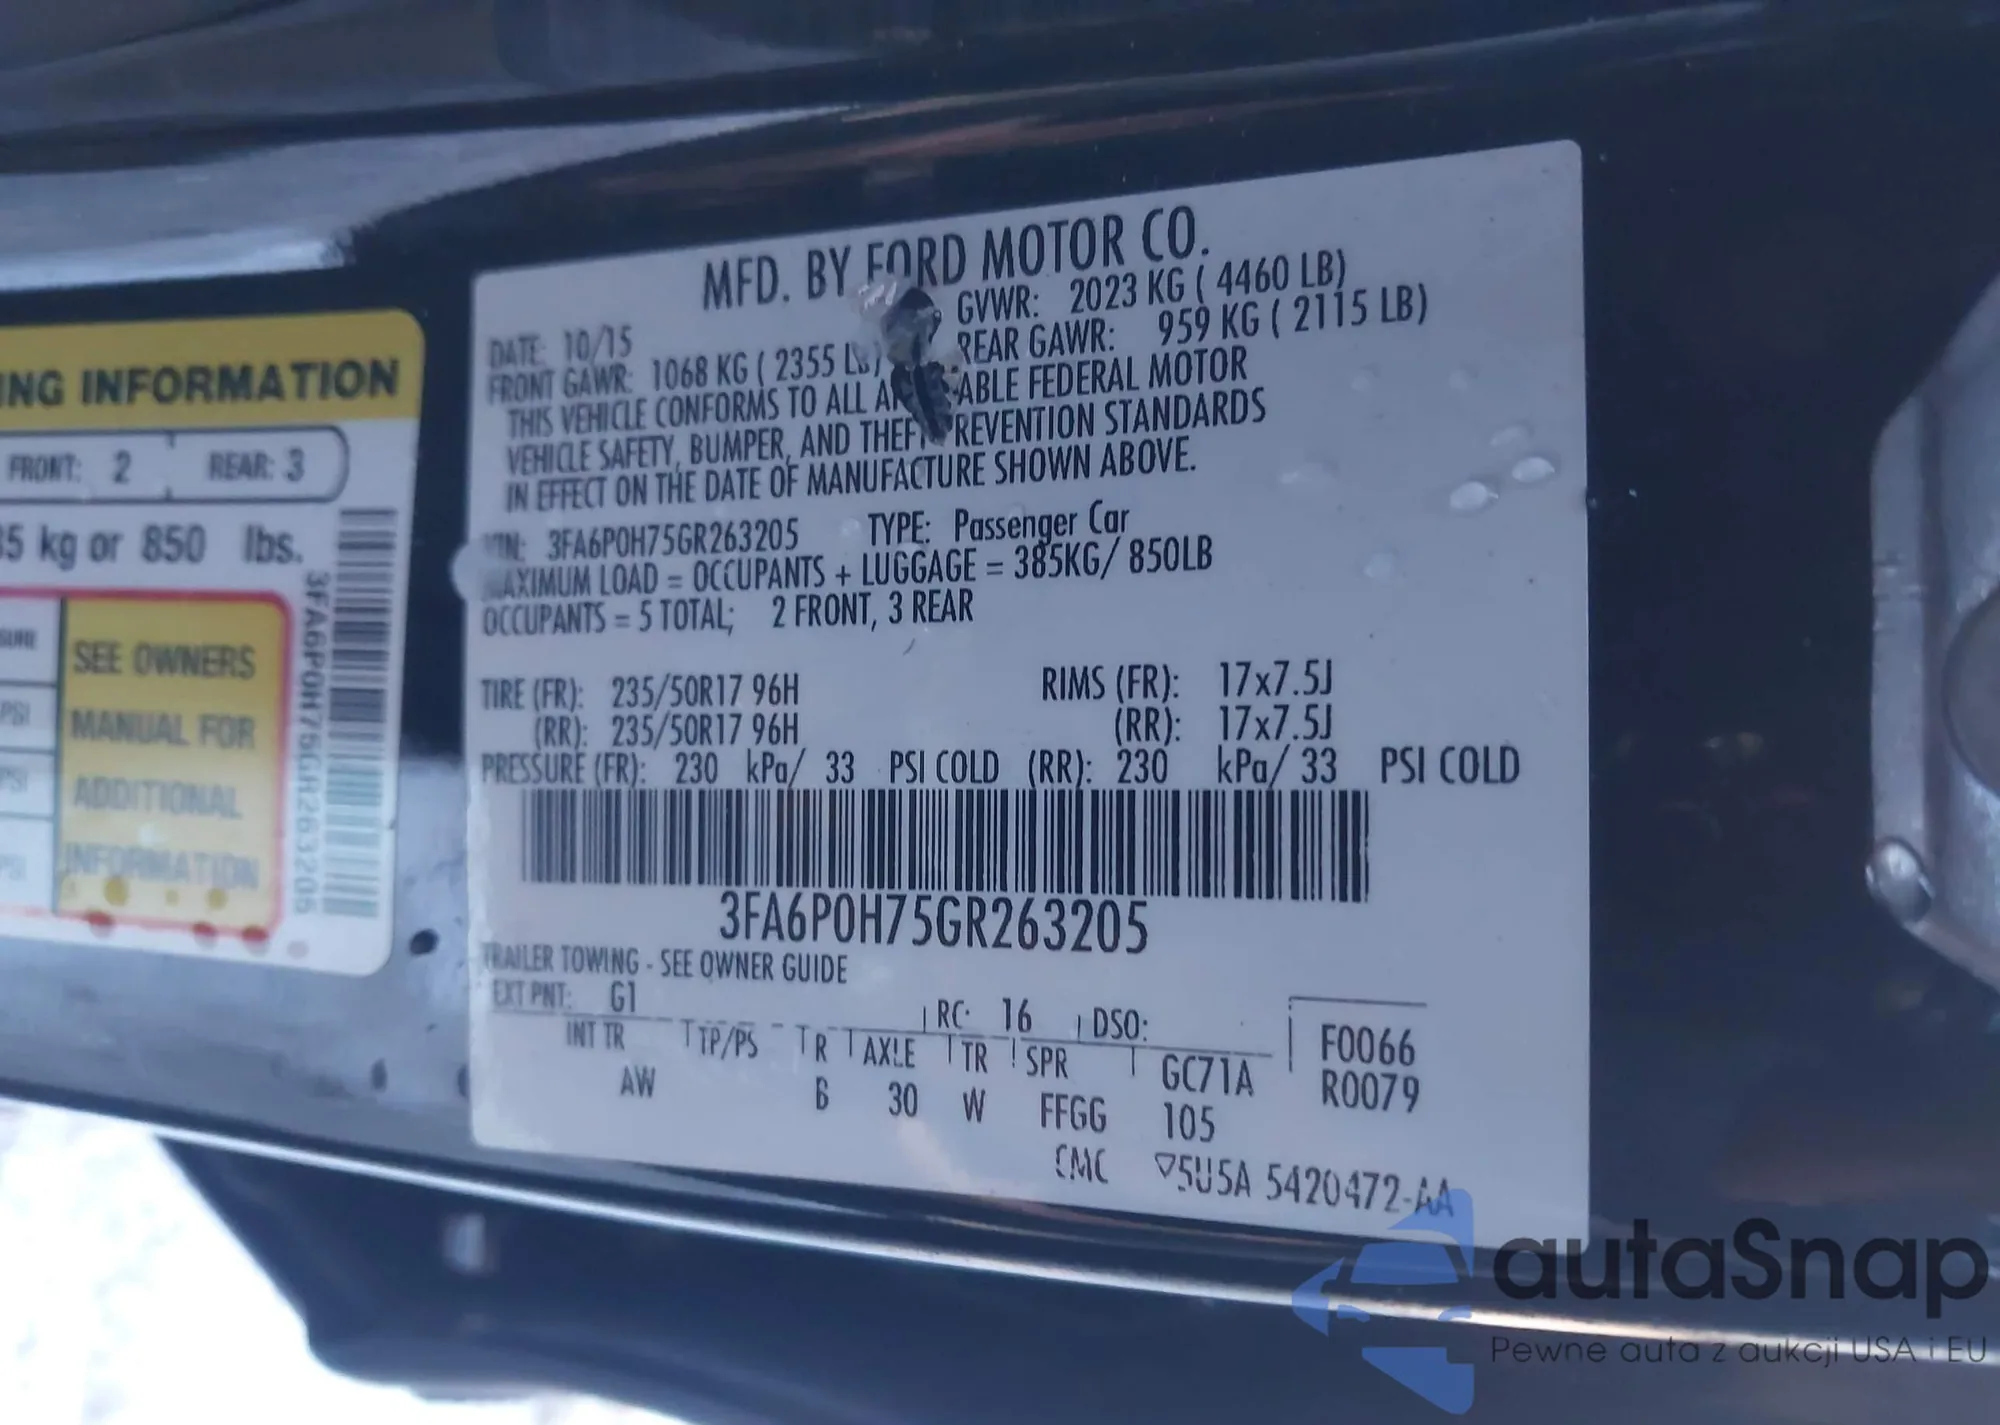 ING INFORMATION
FRONT: 2 REAR: 3
35 kg or 850 lbs.
SURE
PSI
PSI
PSI
SEE OWNERS
MANUAL FOR
ADDITIONAL
INFORMATION
3FA6P0H75GR263205
MFD. BY FORD MOTOR CO.
DATE: 10/15 GVWR: 2023 KG ( 4460 LB)
FRONT GAWR: 1068 KG ( 2355 LB) REAR GAWR: 959 KG ( 2115 LB)
THIS VEHICLE CONFORMS TO ALL ABLE FEDERAL MOTOR
VEHICLE SAFETY, BUMPER, AND THEFT PREVENTION STANDARDS
IN EFFECT ON THE DATE OF MANUFACTURE SHOWN ABOVE.
VIN: 3FA6P0H75GR263205 TYPE: Passenger Car
MAXIMUM LOAD = OCCUPANTS + LUGGAGE = 385KG/ 850LB
OCCUPANTS = 5 TOTAL; 2 FRONT, 3 REAR
TIRE (FR): 235/50R17 96H RIMS (FR): 17x7.5J
(RR): 235/50R17 96H (RR): 17x7.5J
PRESSURE (FR): 230 kPa/ 33 PSI COLD (RR): 230 kPa/ 33 PSI COLD
3FA6P0H75GR263205
TRAILER TOWING - SEE OWNER GUIDE
EXT PNT: G1 RC: 16 DSO: F0066
INT TR TP/PS R AXLE TR SPR GC71A R0079
AW 6 30 W FFGG 105
CMC ▽5U5A 5420472-AA
autaSnap
Pewne auta z aukcji USA i EU